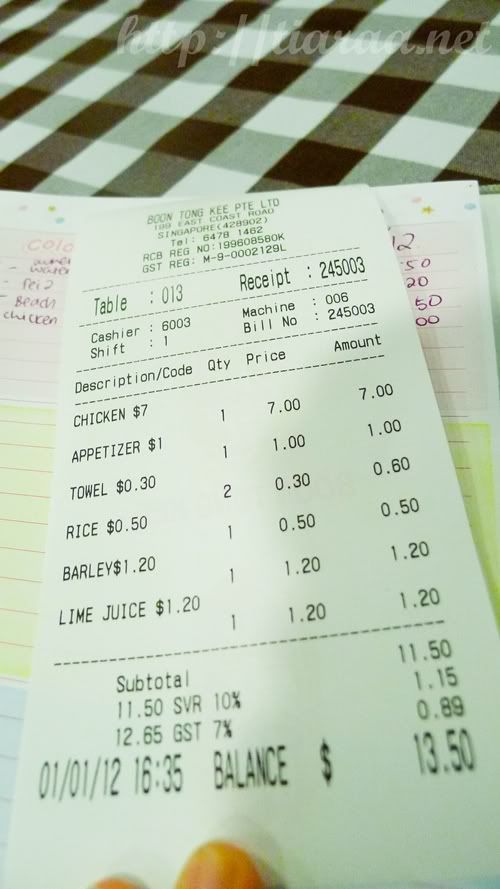 http://tiaraa.net
BOON TONG KEE PTE LTD
199 EAST COAST ROAD
SINGAPORE(428902)
Tel: 6478 1462
RCB REG NO:199608580K
GST REG: M-9-0002129L
Table : 013 Receipt : 245003
Cashier : 6003 Machine : 006
Shift : 1 Bill No : 245003
Description/Code Qty Price Amount
CHICKEN $7 1 7.00 7.00
APPETIZER $1 1 1.00 1.00
TOWEL $0.30 2 0.30 0.60
RICE $0.50 1 0.50 0.50
BARLEY$1.20 1 1.20 1.20
LIME JUICE $1.20 1 1.20 1.20
Subtotal 11.50
11.50 SVR 10% 1.15
12.65 GST 7% 0.89
01/01/12 16:35 BALANCE $ 13.50
- Fei 2
chicken